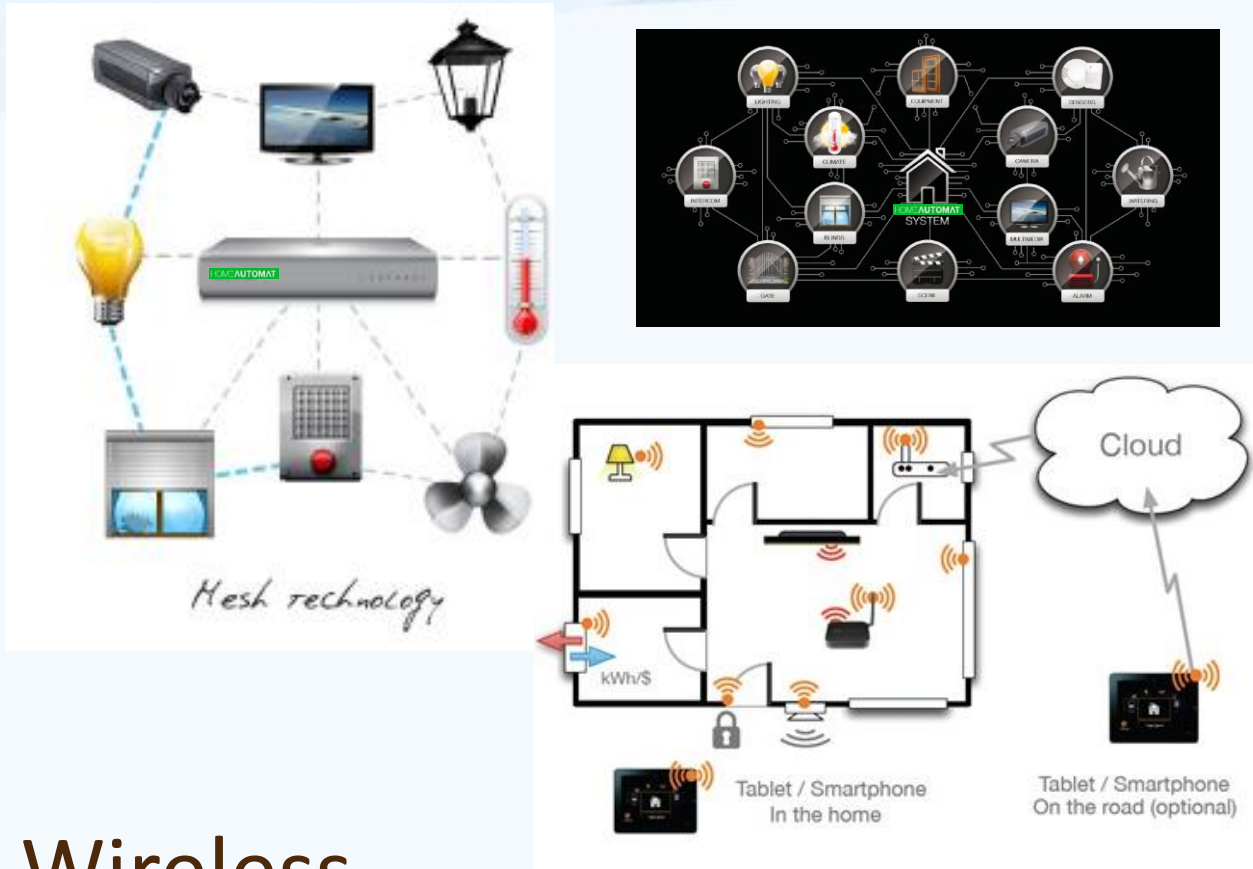 HOMEAUTOMAT
Mesh technology
LIGHTING
EQUIPMENT
SENSORS
CLIMATE
CAMERA
INTERCOM
WATERING
HOMEAUTOMAT
SYSTEM
BLINDS
MULTIMEDIA
GATE
SCENE
ALARM
Cloud
kWh/$
Tablet / Smartphone
In the home
Tablet / Smartphone
On the road (optional)
Wireless